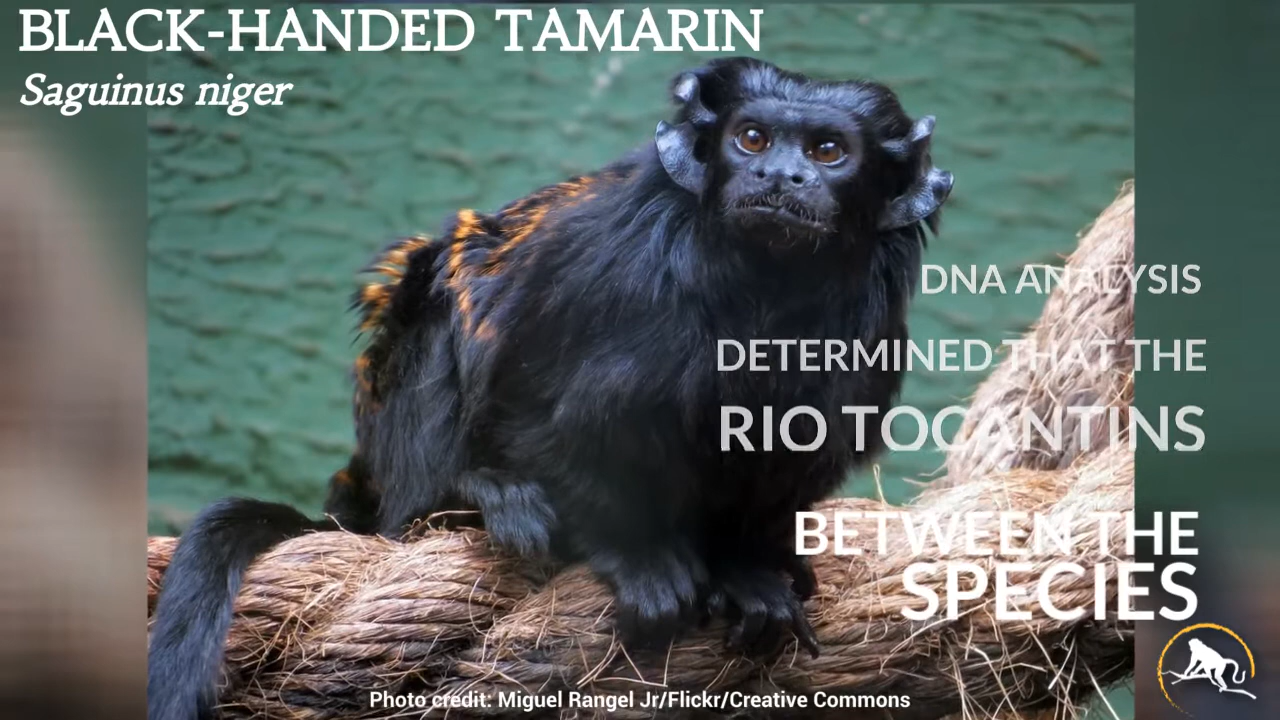 BLACK-HANDED TAMARIN
Saguinus niger
DNA ANALYSIS
DETERMINED THAT THE
RIO TOCANTINS
BETWEEN THE
SPECIES
Photo credit: Miguel Rangel Jr/Flickr/Creative Commons